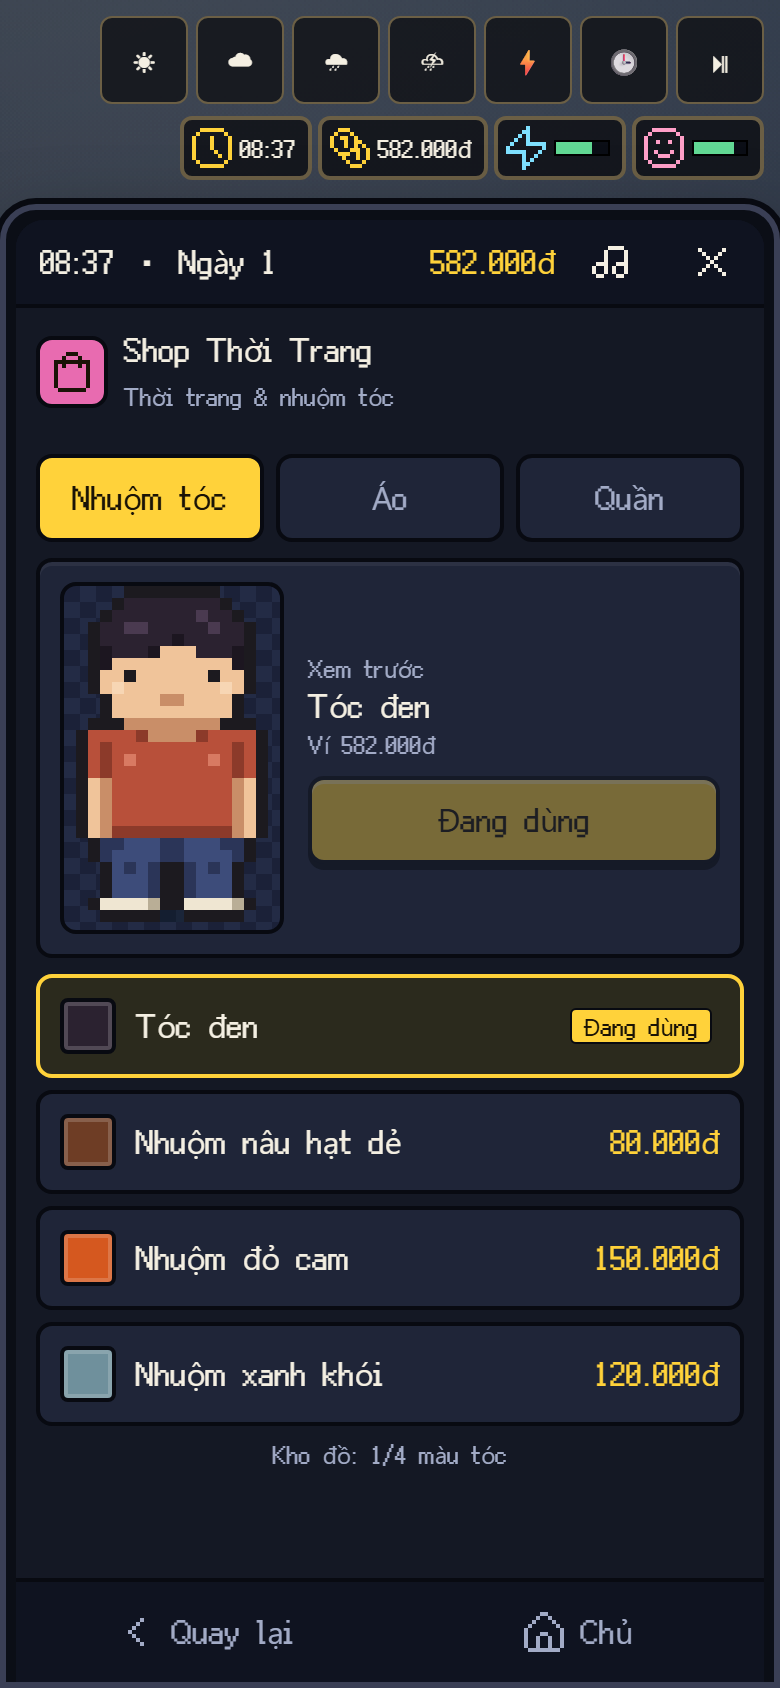 08:37
582.000đ
08:37 · Ngày 1
582.000đ
Shop Thời Trang
Thời trang & nhuộm tóc
Nhuộm tóc
Áo
Quần
Xem trước
Tóc đen
Ví 582.000đ
Đang dùng
Tóc đen
Đang dùng
Nhuộm nâu hạt dẻ
80.000đ
Nhuộm đỏ cam
150.000đ
Nhuộm xanh khói
120.000đ
Kho đồ: 1/4 màu tóc
Quay lại
Chủ